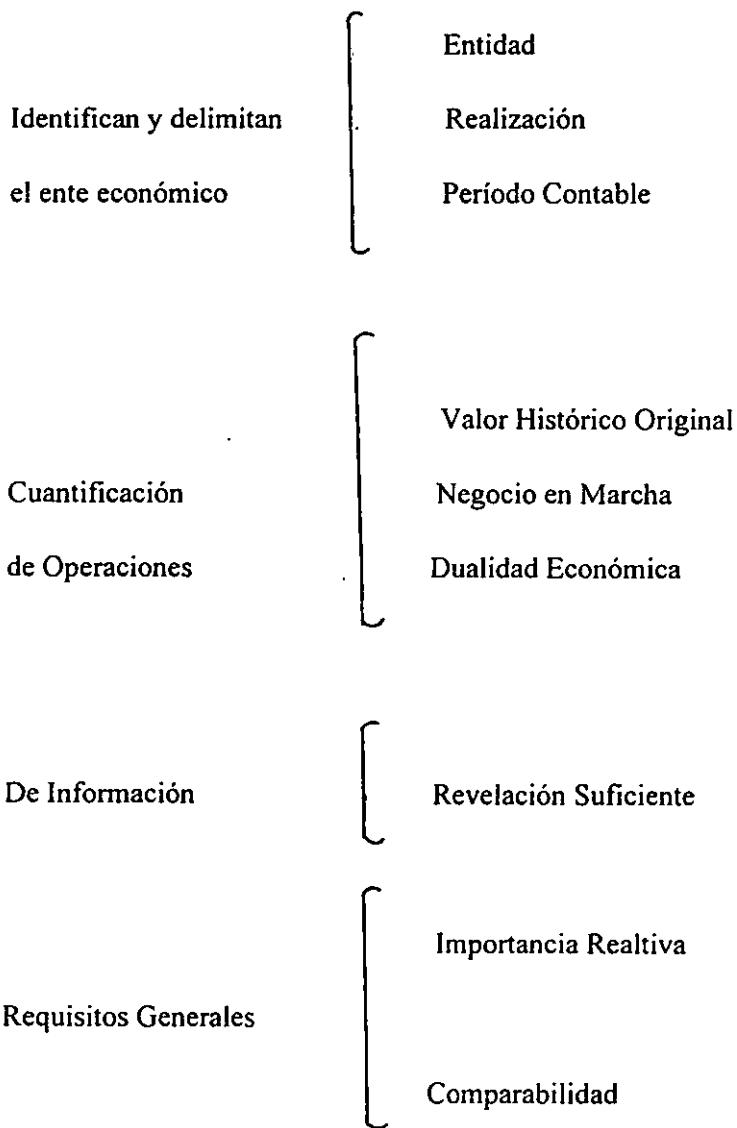 Identifican y delimitan
el ente económico
Entidad
Realización
Período Contable
Cuantificación
de Operaciones
Valor Histórico Original
Negocio en Marcha
Dualidad Económica
De Información
Revelación Suficiente
Requisitos Generales
Importancia Realtiva
Comparabilidad